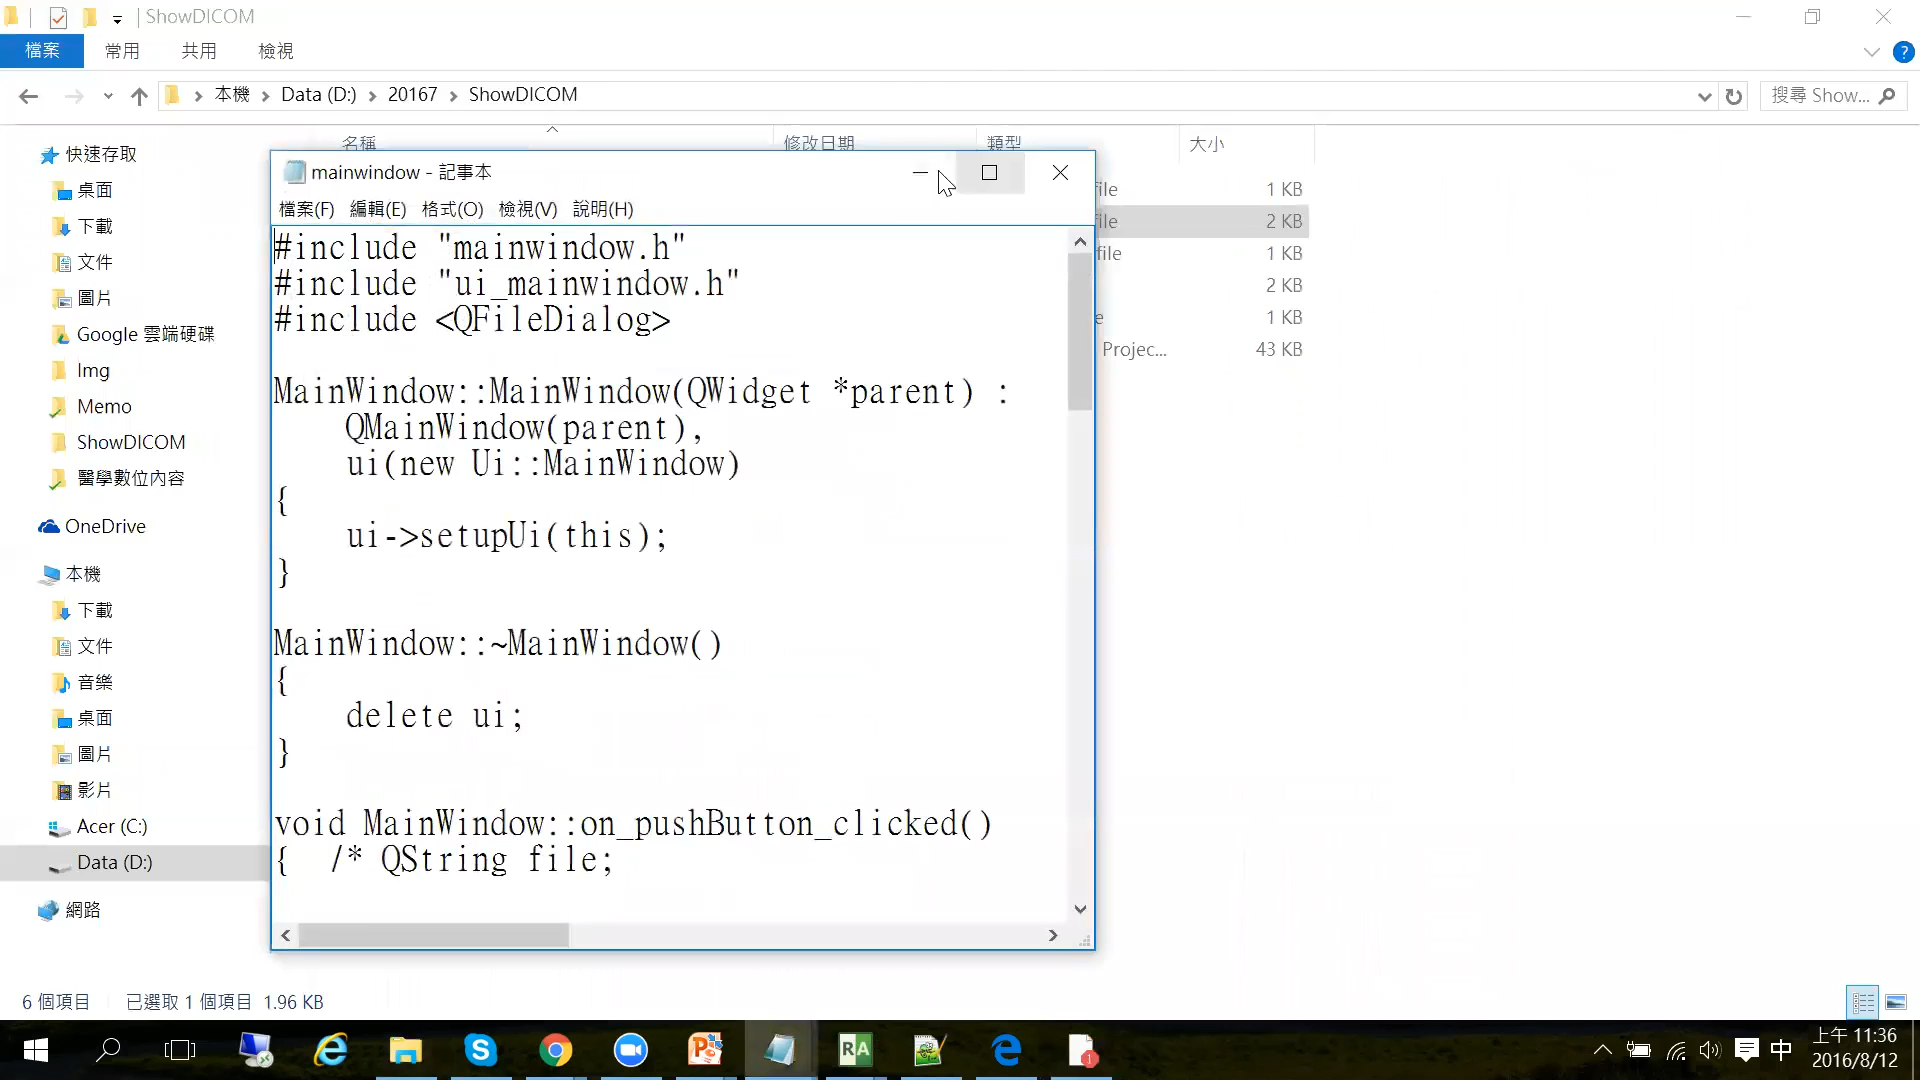 ShowDICOM
檔案
常用
共用
檢視
?
本機
Data (D:)
20167
ShowDICOM
搜尋 Show...
名稱
修改日期
類型
大小
快速存取
桌面
下載
文件
圖片
Google 雲端硬碟
Img
Memo
ShowDICOM
醫學數位內容
OneDrive
本機
下載
文件
音樂
桌面
圖片
影片
Acer (C:)
Data (D:)
網路
mainwindow - 記事本
檔案(F) 編輯(E) 格式(O) 檢視(V) 說明(H)
#include "mainwindow.h"
#include "ui_mainwindow.h"
#include <QFileDialog>
MainWindow::MainWindow(QWidget *parent) :
QMainWindow(parent),
ui(new Ui::MainWindow)
{
ui->setupUi(this);
}
MainWindow::~MainWindow()
{
delete ui;
}
void MainWindow::on_pushButton_clicked()
{ /* QString file;
file 1 KB
file 2 KB
file 1 KB
2 KB
e 1 KB
Projec... 43 KB
6 個項目 已選取 1 個項目 1.96 KB
RA
1
中
上午 11:36
2016/8/12